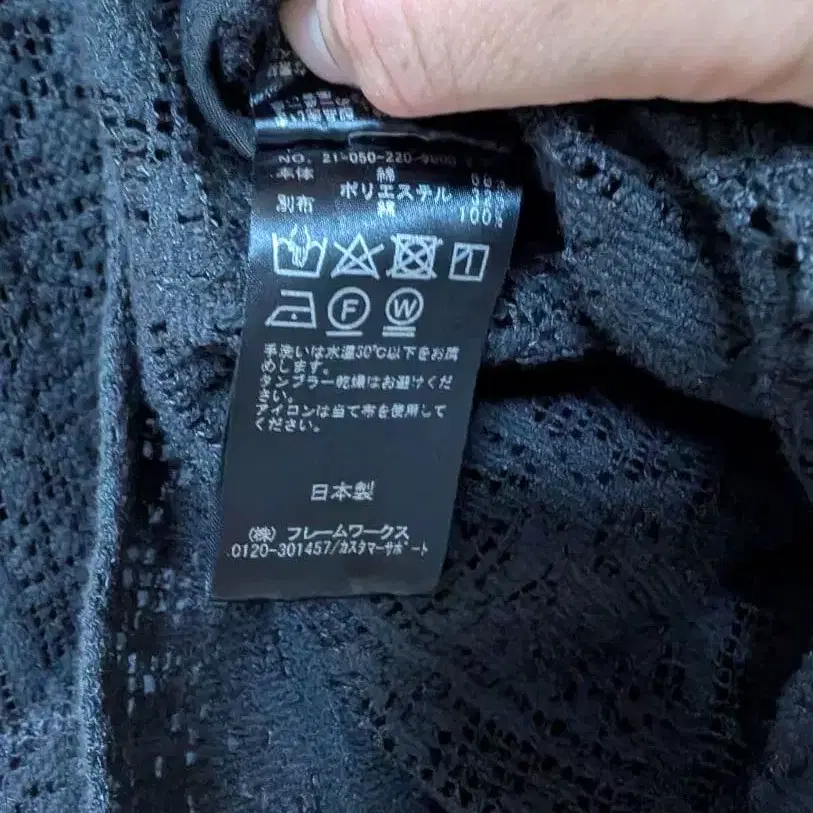 NO. 21-050-220-
本体 綿
ポリエステル
別布 綿 100%
F W
手洗いは水温30℃以下をお薦
めします。
タンブラー乾燥はお避けくだ
さい。
アイロンは当て布を使用して
ください。
日本製
(株) フレームワークス
0120-301457/カスタマーサポート